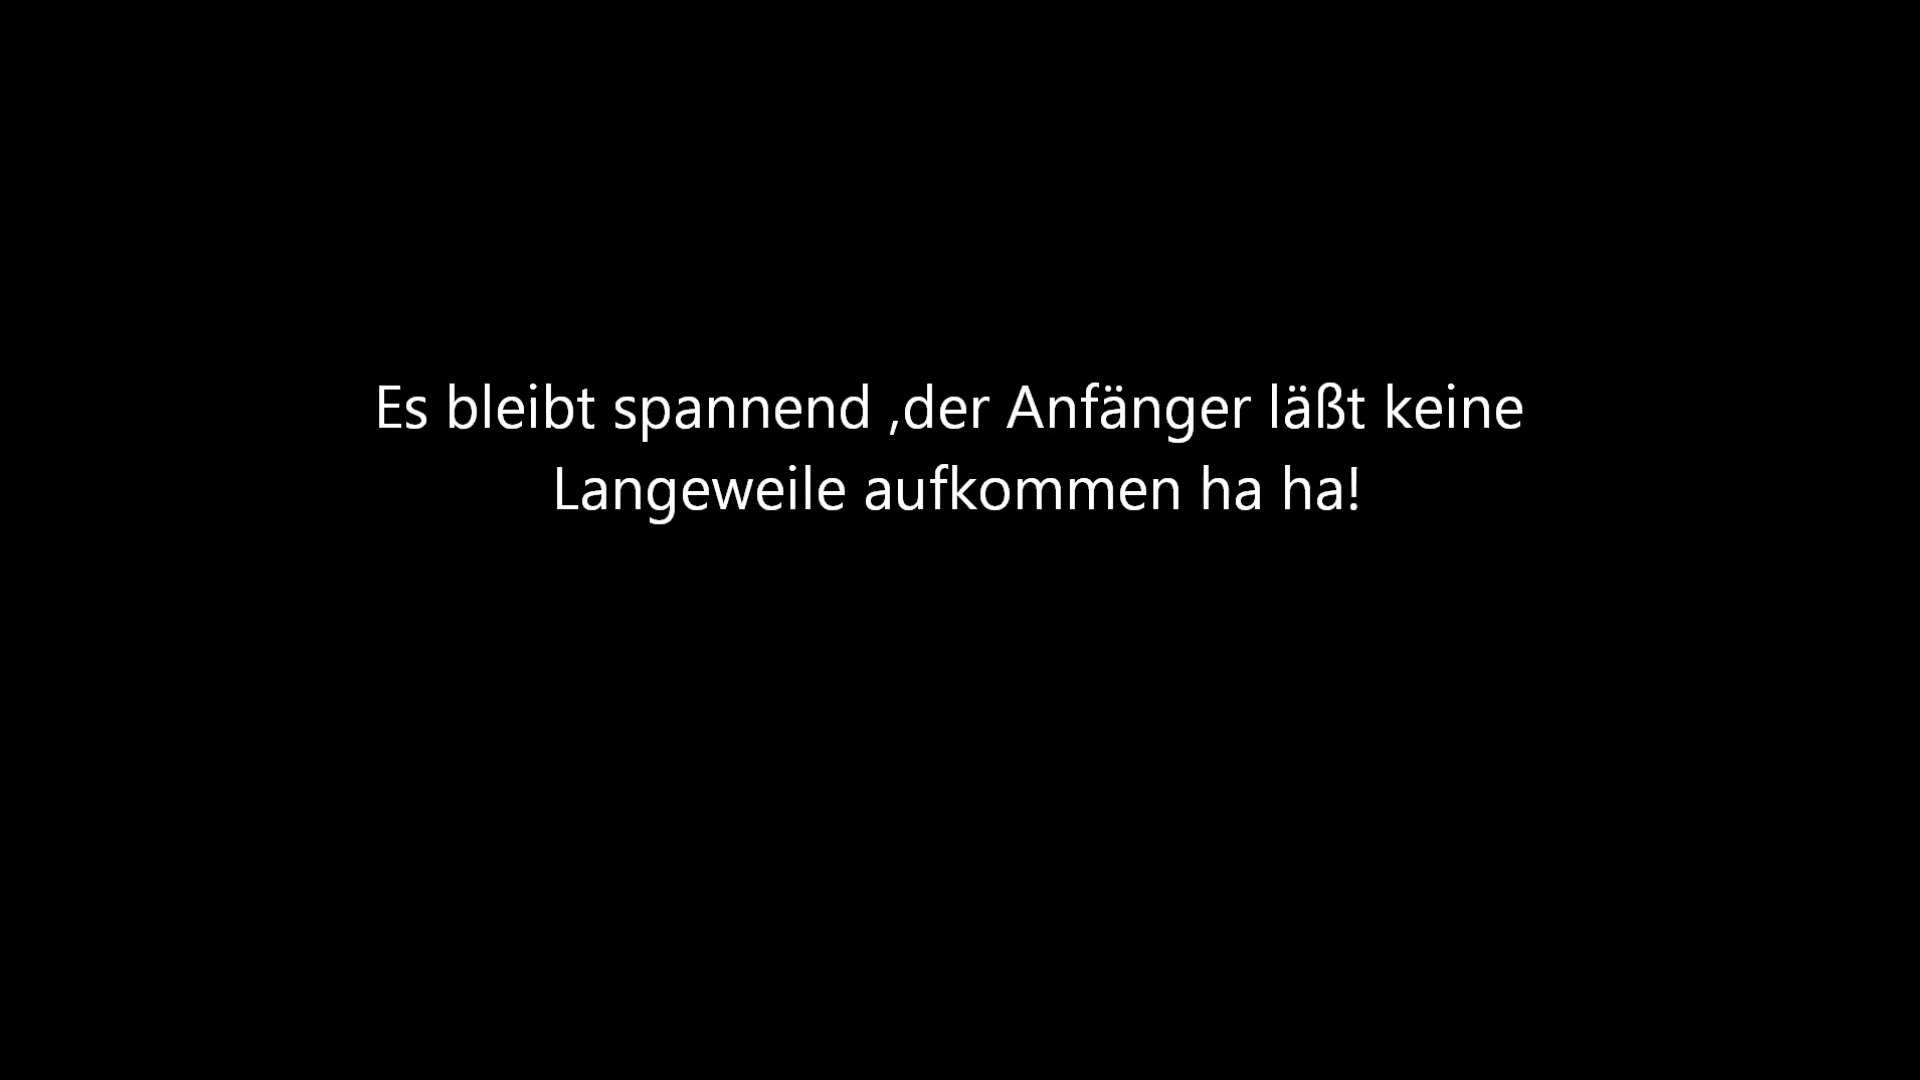 Es bleibt spannend ,der Anfänger läßt keine
Langeweile aufkommen ha ha!